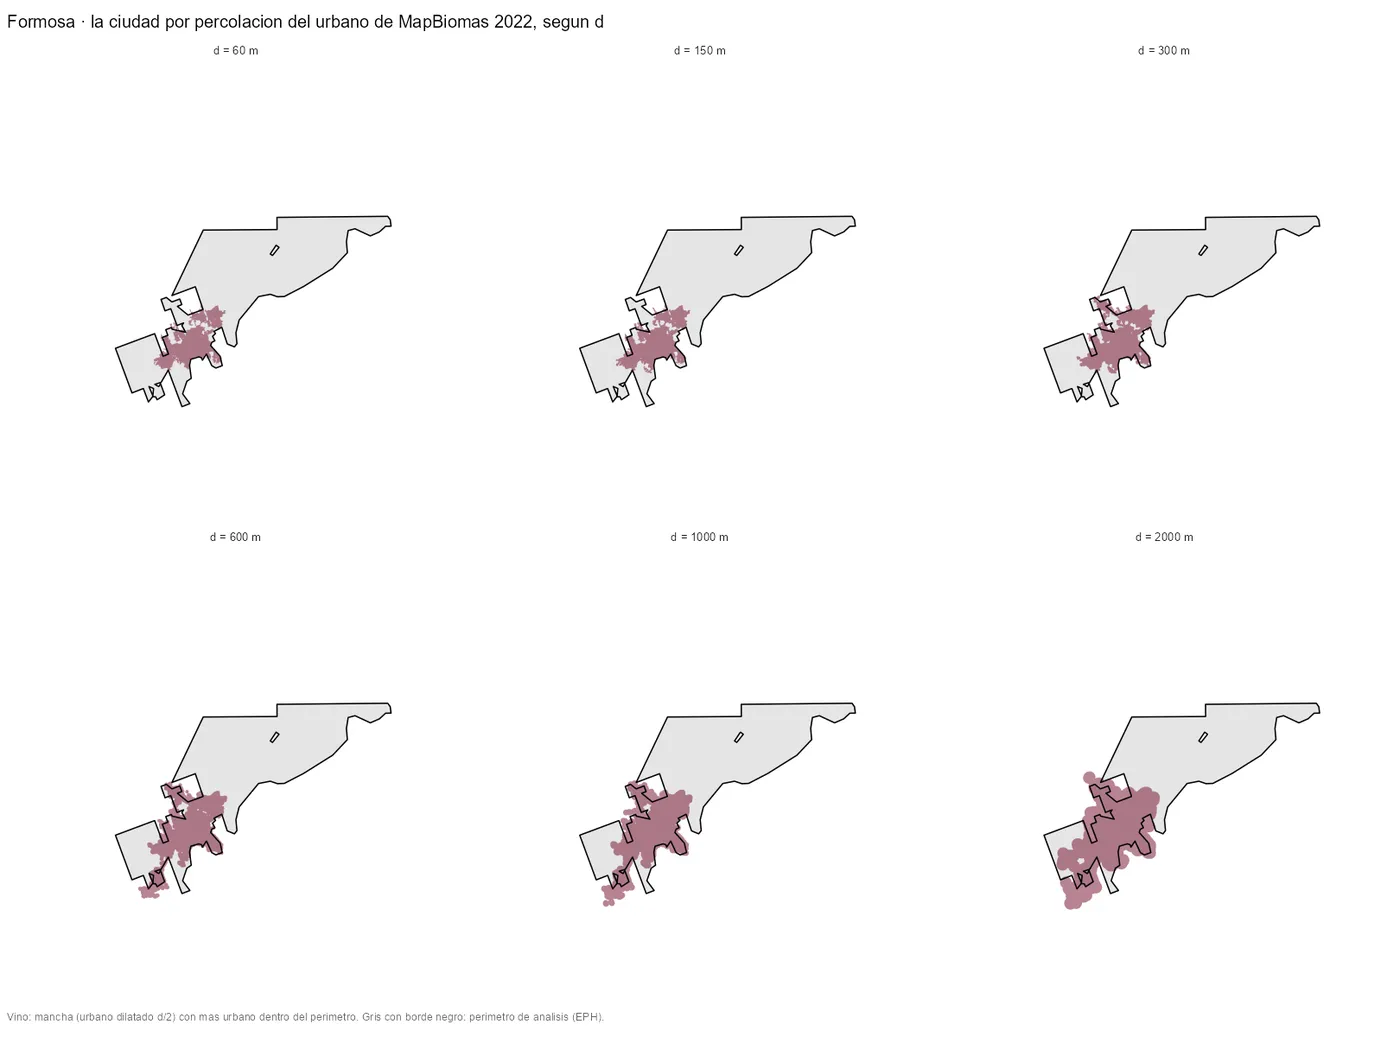 Formosa · la ciudad por percolacion del urbano de MapBiomas 2022, segun d
d = 60 m
d = 150 m
d = 300 m
d = 600 m
d = 1000 m
d = 2000 m
Vino: mancha (urbano dilatado d/2) con mas urbano dentro del perimetro. Gris con borde negro: perimetro de analisis (EPH).